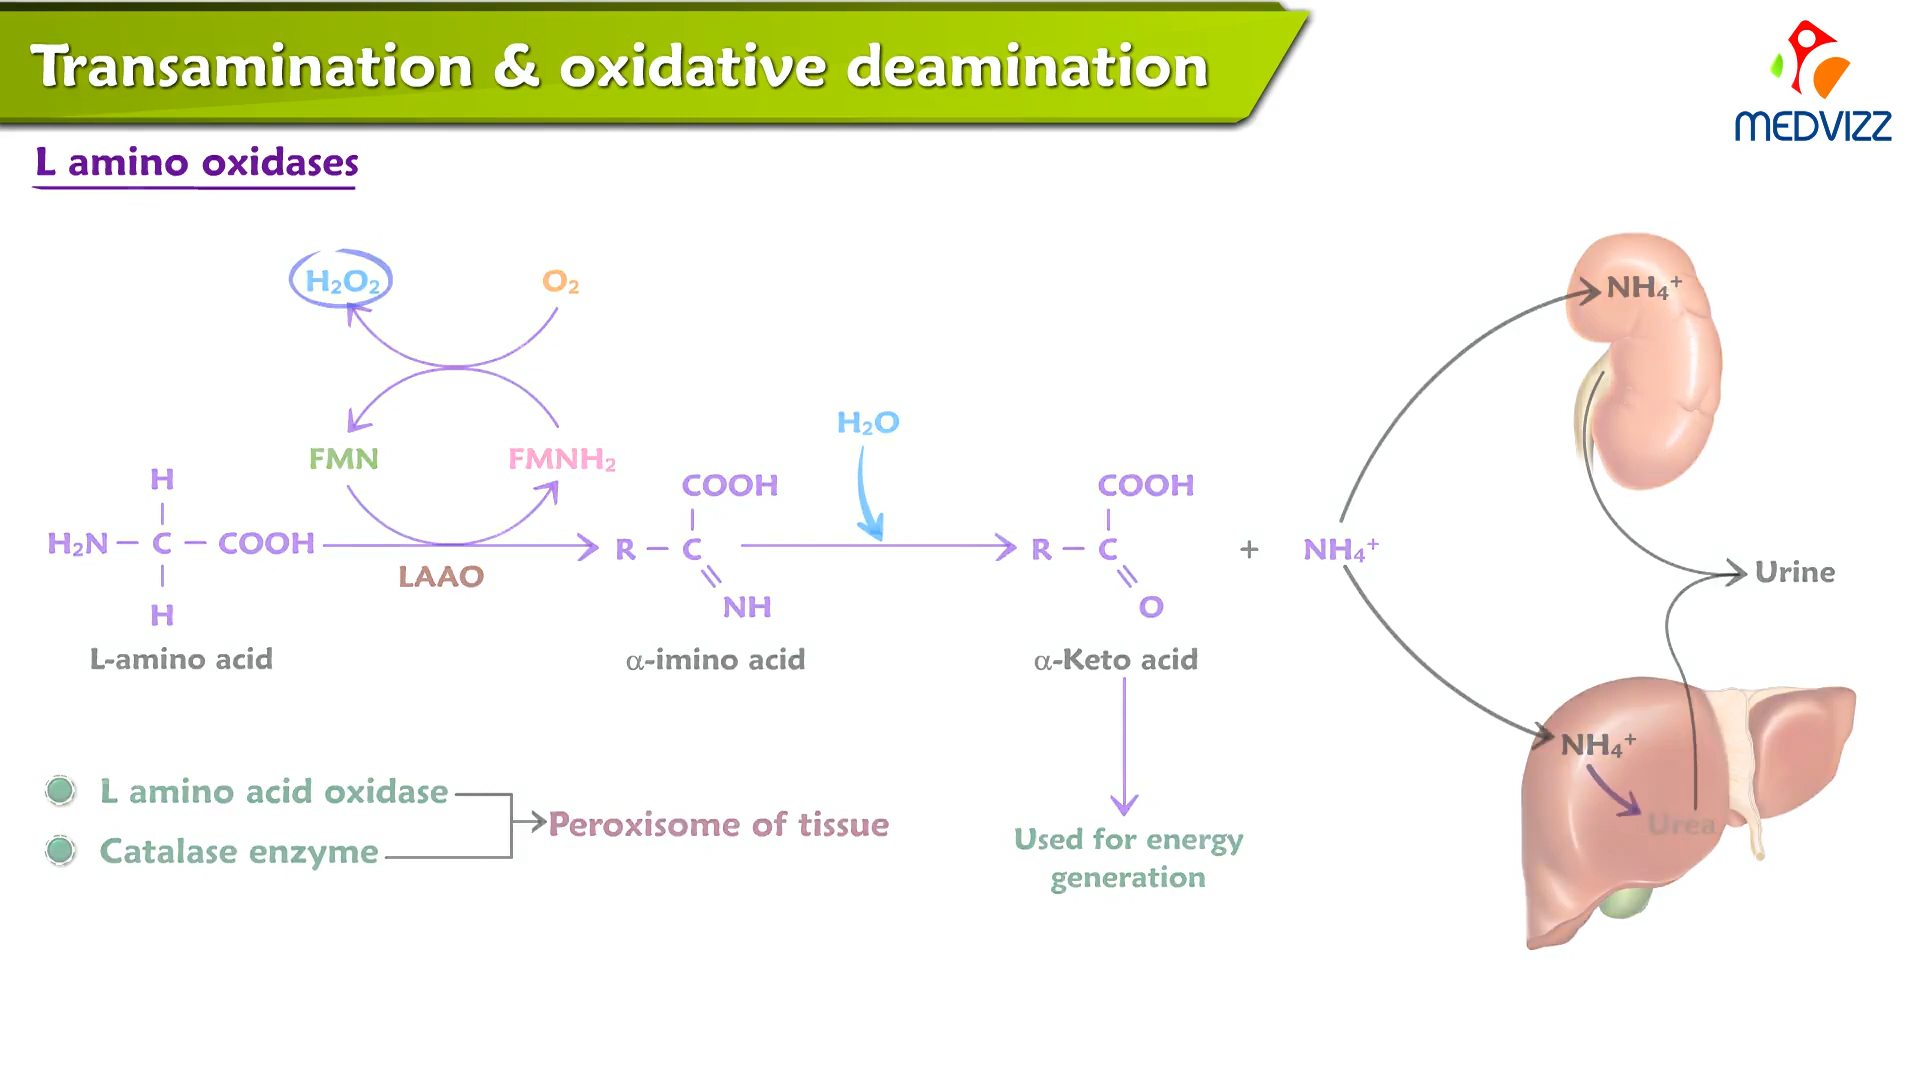 Transamination & oxidative deamination
MEDVIZZ
L amino oxidases
H₂O₂
O₂
NH₄⁺
H₂O
FMN
FMNH₂
H
COOH
COOH
H₂N – C – COOH
R – C
R – C
+
NH₄⁺
LAAO
Urine
NH
O
H
L-amino acid
α-imino acid
α-Keto acid
NH₄⁺
L amino acid oxidase
Peroxisome of tissue
Urea
Catalase enzyme
Used for energy
generation